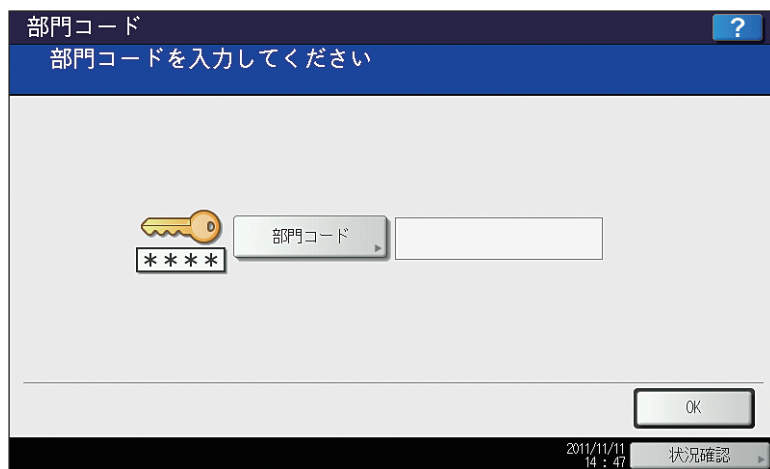 部門コード
?
部門コードを入力してください
部門コード
****
OK
2011/11/11
14 : 47
状況確認